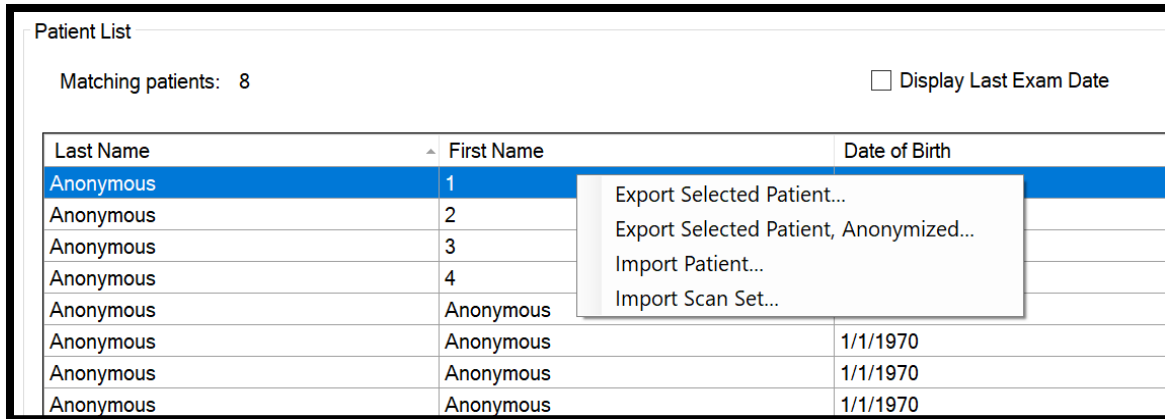 Patient List
Matching patients: 8 Display Last Exam Date
Last Name First Name Date of Birth
Anonymous 1
Export Selected Patient...
Anonymous 2
Export Selected Patient, Anonymized...
Anonymous 3
Import Patient...
Anonymous 4
Import Scan Set...
Anonymous Anonymous
Anonymous Anonymous 1/1/1970
Anonymous Anonymous 1/1/1970
Anonymous Anonymous 1/1/1970